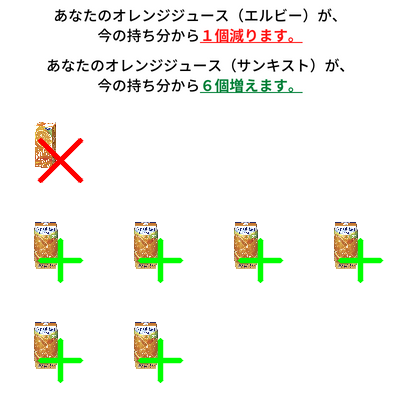 あなたのオレンジジュース（エルビー）が、
今の持ち分から１個減ります。
あなたのオレンジジュース（サンキスト）が、
今の持ち分から６個増えます。